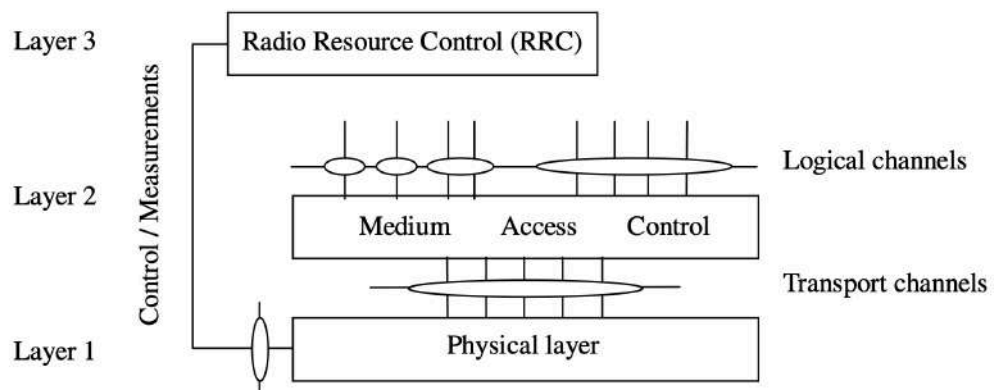 Layer 3
Radio Resource Control (RRC)
Control / Measurements
Logical channels
Layer 2
Medium Access Control
Transport channels
Layer 1
Physical layer